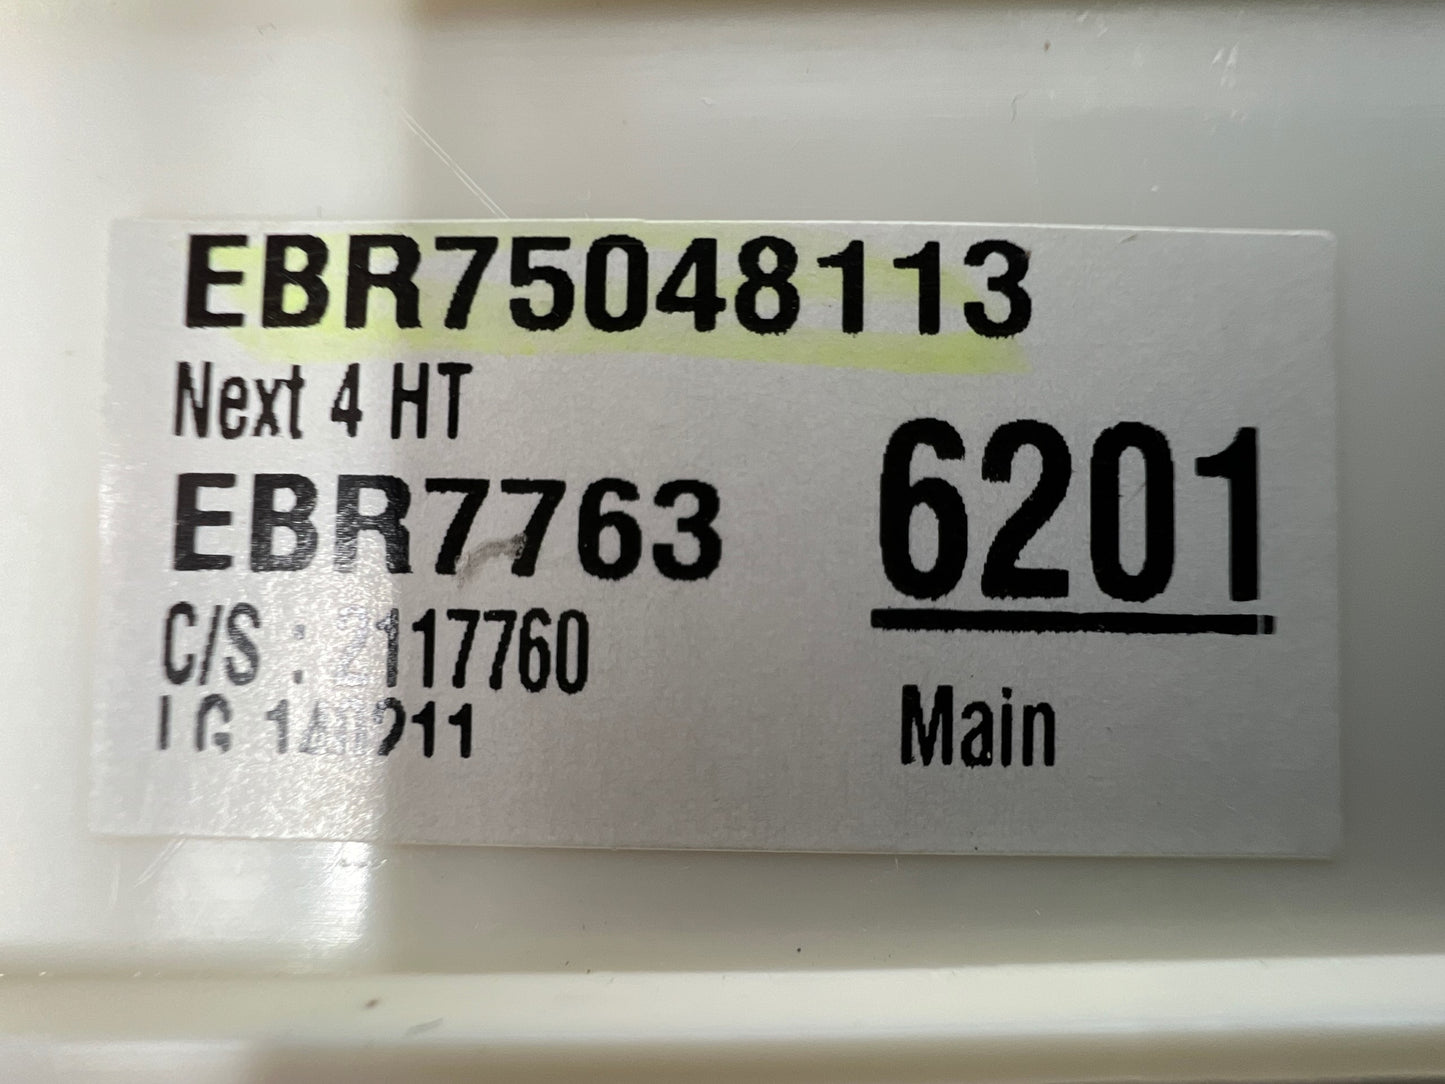 EBR75048113
Next 4 HT
EBR7763
6201
C/S : 2117760
Main